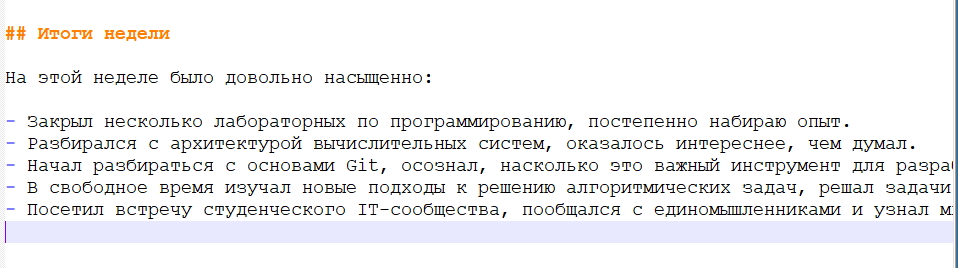 ## Итоги недели
На этой неделе было довольно насыщенно:
- Закрыл несколько лабораторных по программированию, постепенно набираю опыт.
- Разбирался с архитектурой вычислительных систем, оказалось интереснее, чем думал.
- Начал разбираться с основами Git, осознал, насколько это важный инструмент для
- В свободное время изучал новые подходы к решению алгоритмических задач, решал задачи
- Посетил встречу студенческого IT-сообщества, пообщался с единомышленниками и узнал